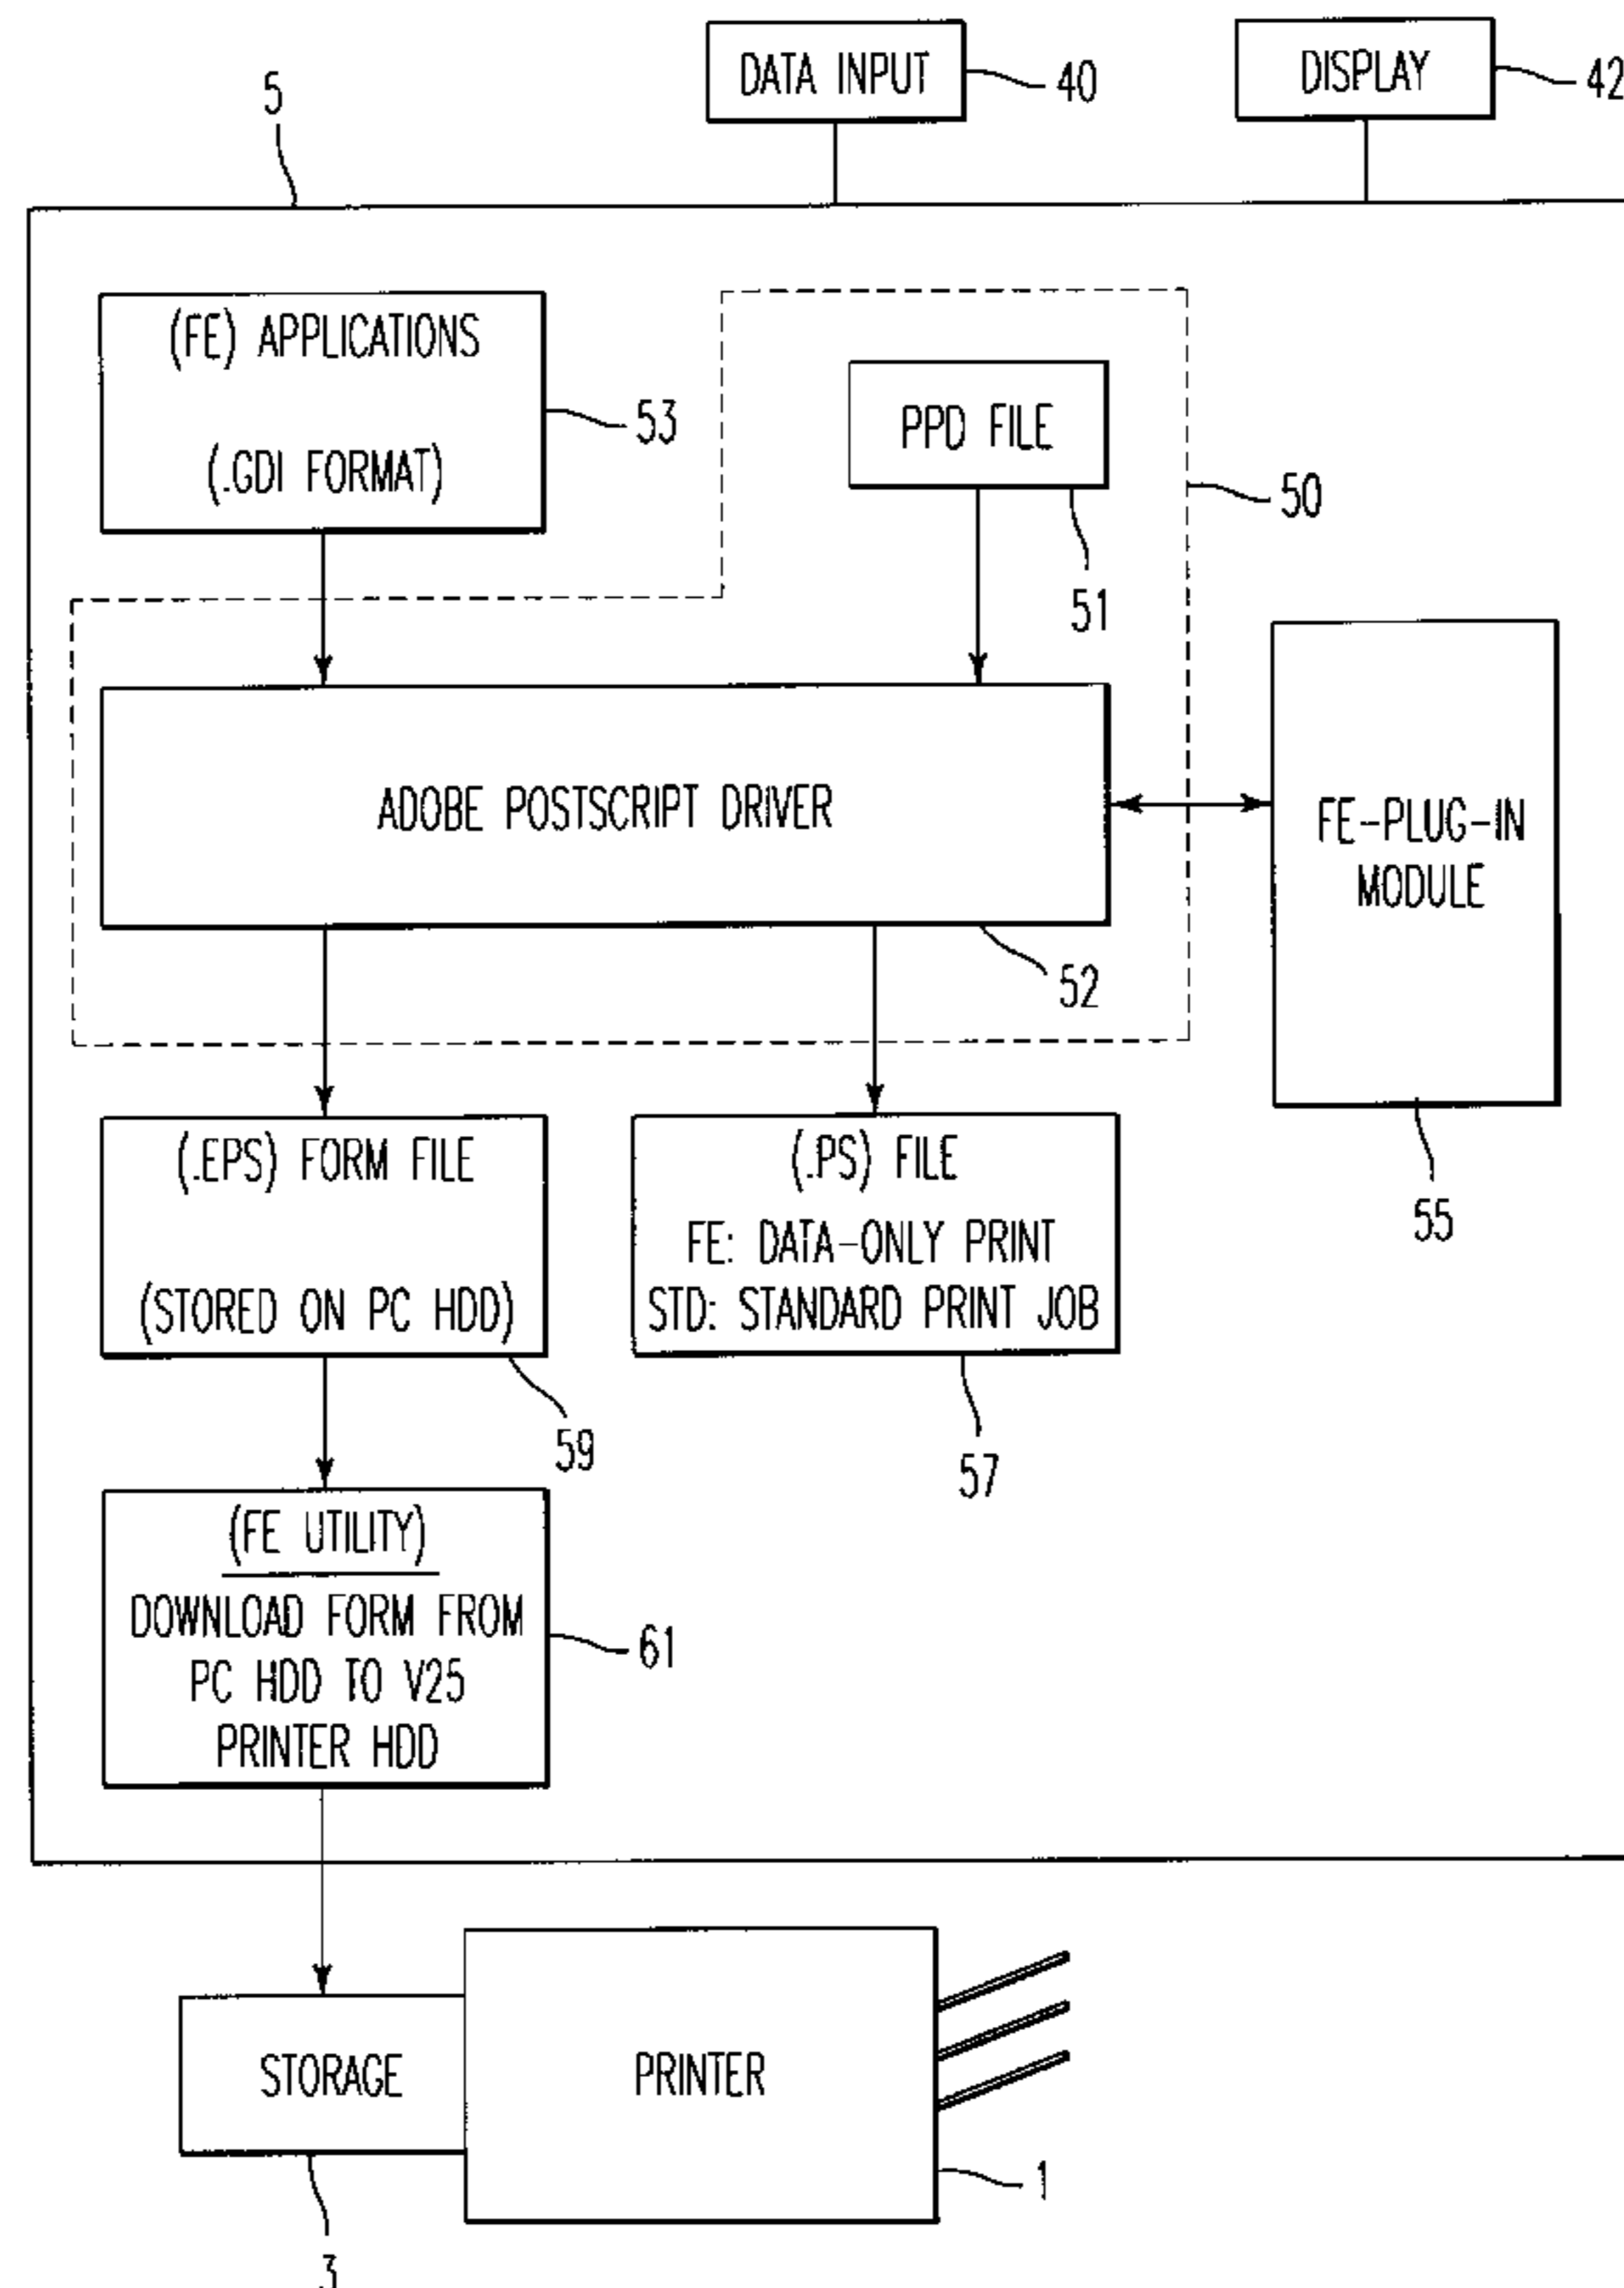 DATA INPUT
40
DISPLAY
42
5
(FE) APPLICATIONS
(.GDI FORMAT)
53
PPD FILE
51
50
ADOBE POSTSCRIPT DRIVER
52
FE-PLUG-IN
MODULE
55
(.EPS) FORM FILE
(STORED ON PC HDD)
59
(.PS) FILE
FE: DATA-ONLY PRINT
STD: STANDARD PRINT JOB
57
(FE UTILITY)
DOWNLOAD FORM FROM
PC HDD TO V25
PRINTER HDD
61
STORAGE
3
PRINTER
1